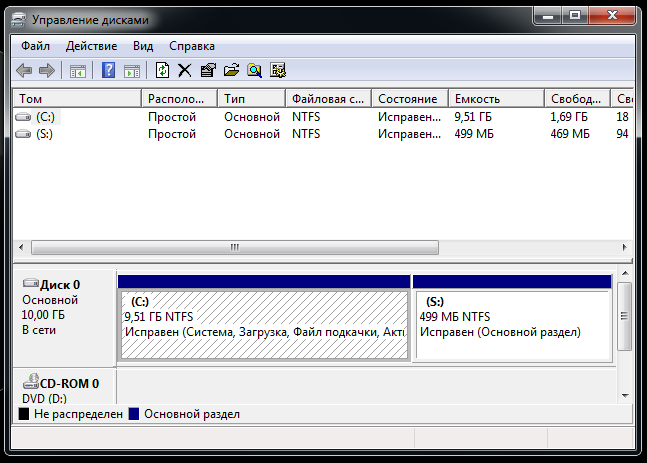 Управление дисками
Файл Действие Вид Справка
Том Располо... Тип Файловая с... Состояние Емкость Свобод... Сво
(C:) Простой Основной NTFS Исправен... 9,51 ГБ 1,69 ГБ 18
(S:) Простой Основной NTFS Исправен... 499 МБ 469 МБ 94
Диск 0
Основной
10,00 ГБ
В сети
(C:)
9,51 ГБ NTFS
Исправен (Система, Загрузка, Файл подкачки, Акти
(S:)
499 МБ NTFS
Исправен (Основной раздел)
CD-ROM 0
DVD (D:)
Не распределен Основной раздел